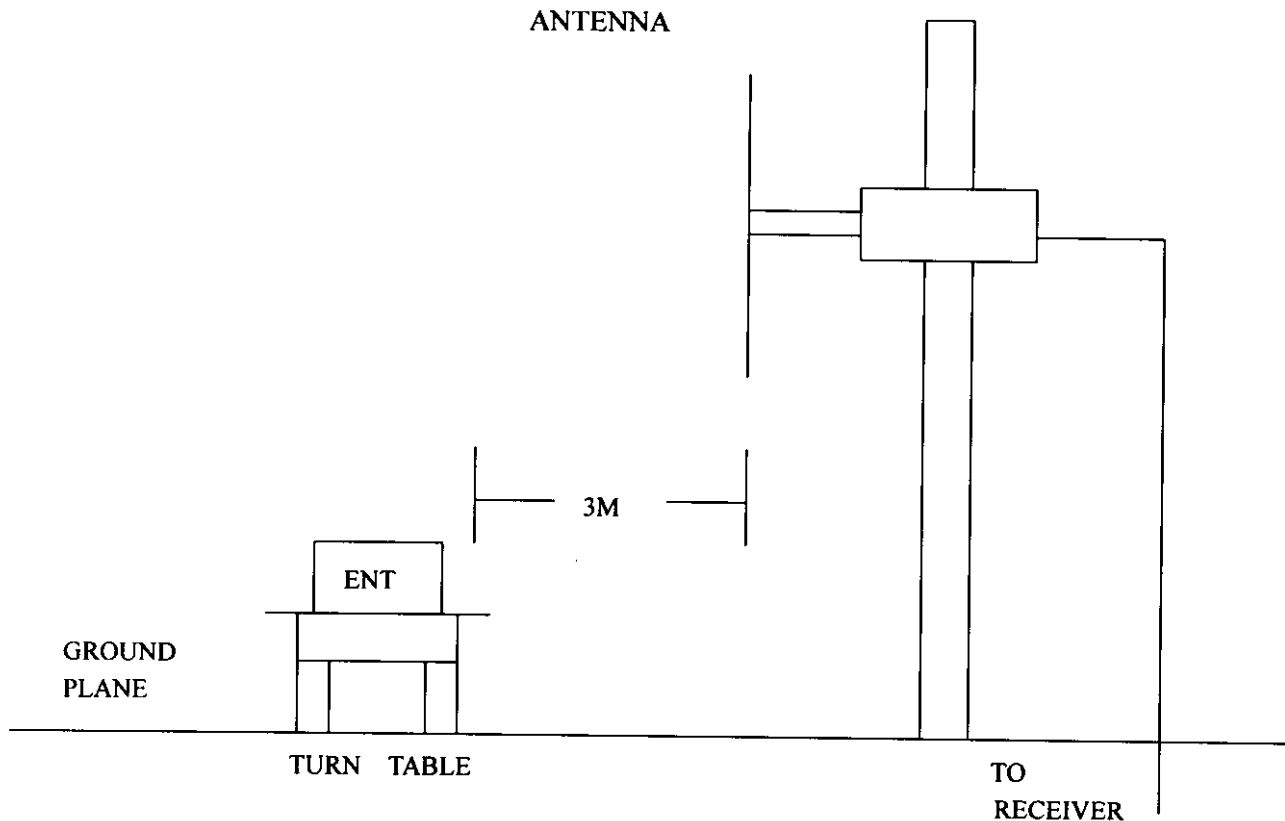 ANTENNA
3M
ENT
GROUND
PLANE
TURN TABLE
TO
RECEIVER